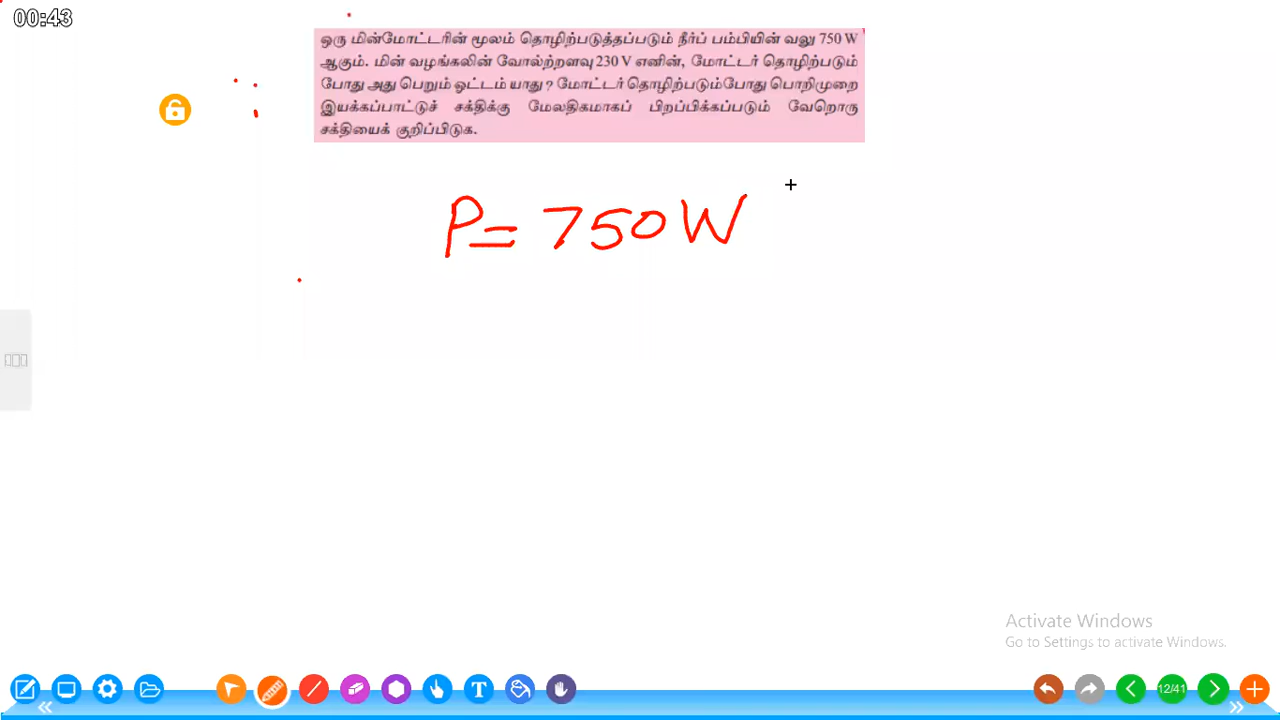 00:43
ஒரு மின்மோட்டரின் மூலம் தொழிற்படுத்தப்படும் நீர்ப் பம்பியின் வலு 750 W
ஆகும். மின் வழங்கலின் வோல்ற்றளவு 230 V எனின், மோட்டர் தொழிற்படும்
போது அது பெறும் ஓட்டம் யாது ? மோட்டர் தொழிற்படும்போது பொறிமுறை
இயக்கப்பாட்டுச் சக்திக்கு மேலதிகமாகப் பிறப்பிக்கப்படும் வேறொரு
சக்தியைக் குறிப்பிடுக.
P= 750 W
Activate Windows
Go to Settings to activate Windows.
12/41